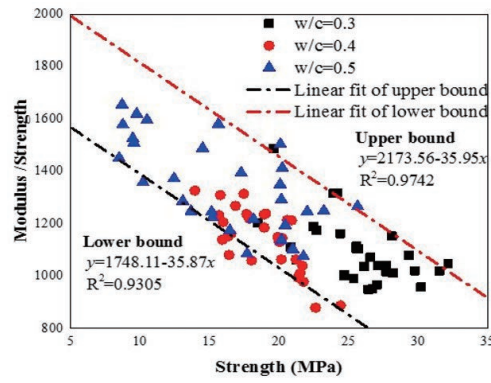 2000
1800
1600
1400
1200
1000
800
Modulus/Strength
w/c=0.3
w/c=0.4
w/c=0.5
Linear fit of upper bound
Linear fit of lower bound
Upper bound
y=2173.56-35.95x
R²=0.9742
Lower bound
y=1748.11-35.87x
R²=0.9305
5 10 15 20 25 30 35
Strength (MPa)